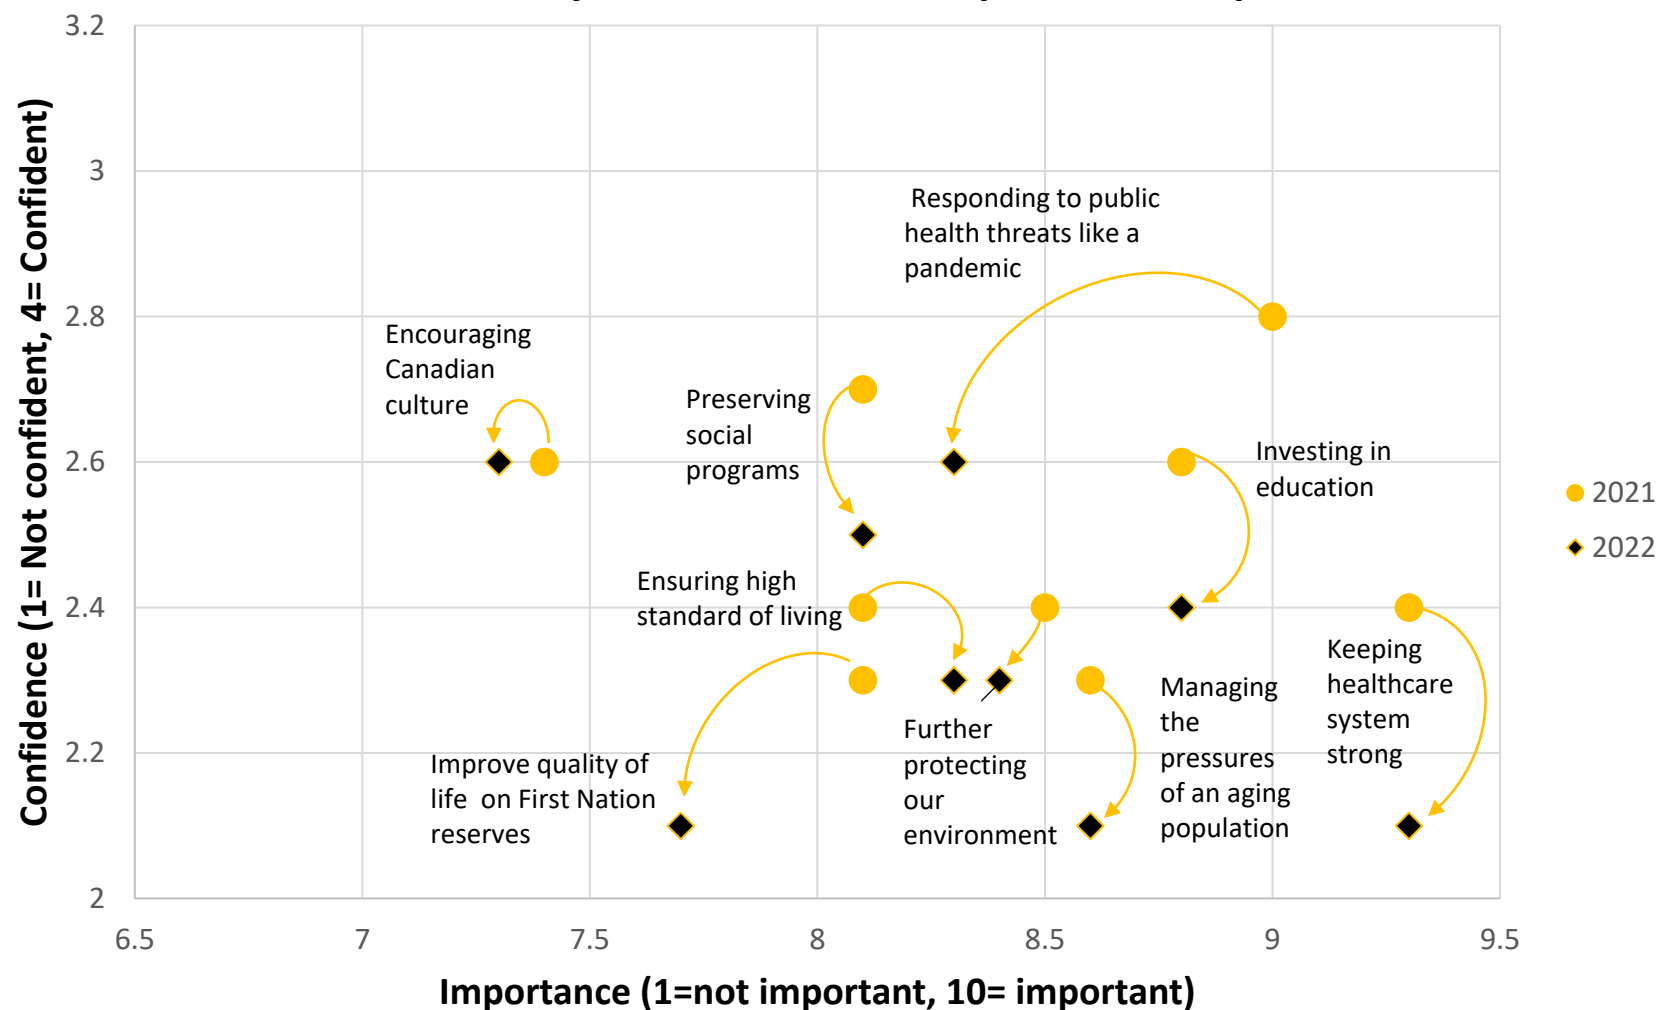 3.2
3
2.8
2.6
2.4
2.2
2
6.5
7
7.5
8
8.5
9
9.5
Confidence (1= Not confident, 4= Confident)
Importance (1=not important, 10= important)
Responding to public
health threats like a
pandemic
Encouraging
Canadian
culture
Preserving
social
programs
Investing in
education
Ensuring high
standard of living
Keeping
healthcare
system
strong
Managing
the
pressures
of an aging
population
Further
protecting
our
environment
Improve quality of
life  on First Nation
reserves
2021
2022